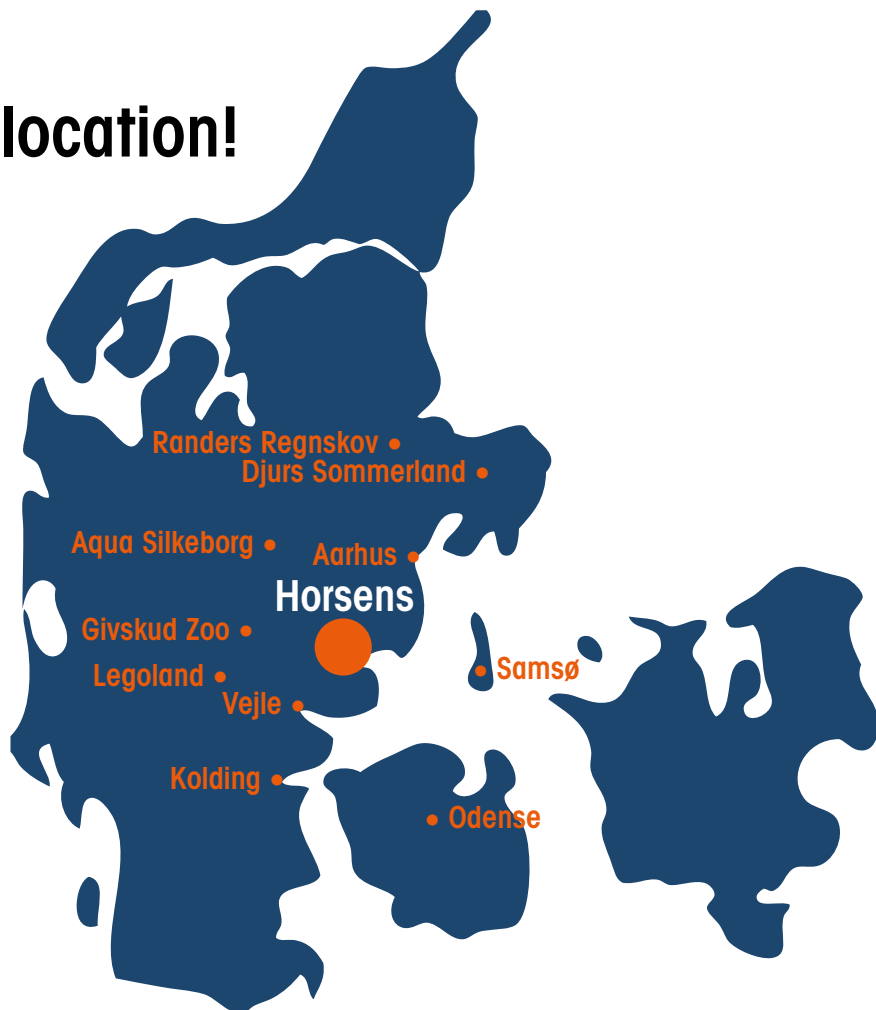 location!
Randers Regnskov
Djurs Sommerland
Aqua Silkeborg
Aarhus
Horsens
Givskud Zoo
Samsø
Legoland
Vejle
Kolding
Odense